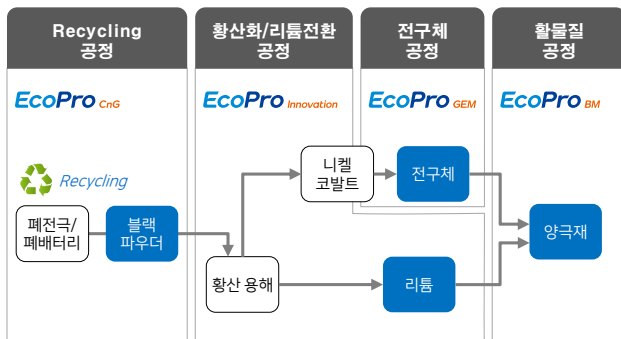 Recycling
공정
황산화/리튬전환
공정
전구체
공정
활물질
공정
EcoPro CnG
EcoPro Innovation
EcoPro GEM
EcoPro BM
Recycling
니켈
코발트
전구체
폐전극/
폐배터리
블랙
파우더
양극재
황산 용해
리튬